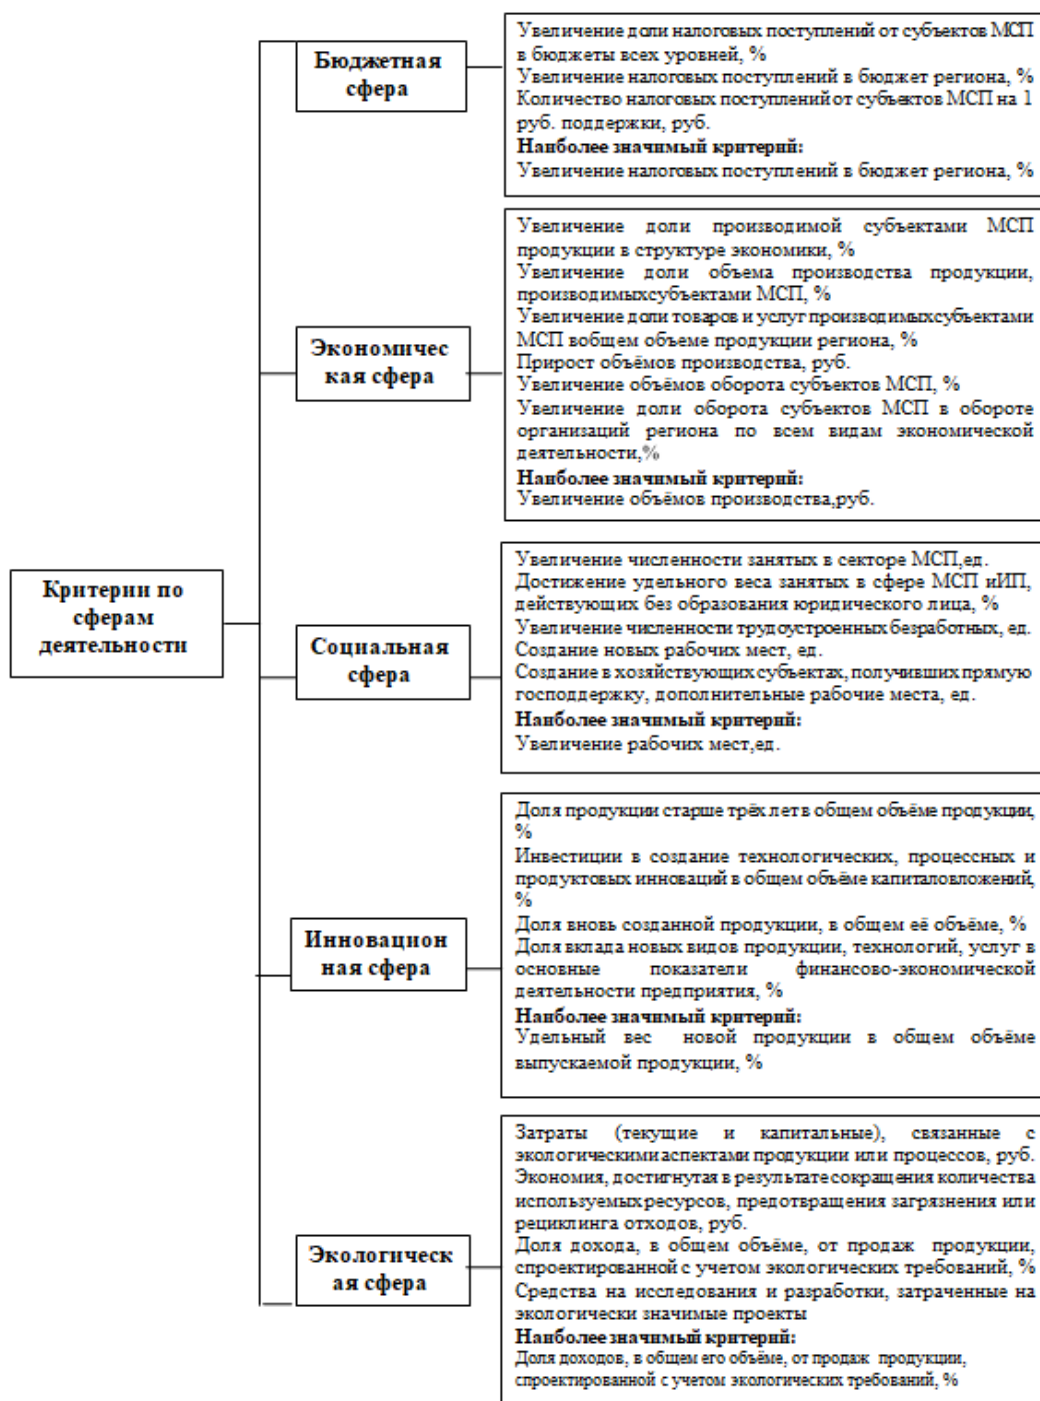 Критерии по
сферам
деятельности
Бюджетная
сфера
Увеличение доли налоговых поступлений от субъектов МСП
в бюджеты всех уровней, %
Увеличение налоговых поступлений в бюджет региона, %
Количество налоговых поступлений от субъектов МСП на 1
руб. поддержки, руб.
Наиболее значимый критерий:
Увеличение налоговых поступлений в бюджет региона, %
Экономичес
кая сфера
Увеличение доли производимой субъектами МСП
продукции в структуре экономики, %
Увеличение доли объема производства продукции,
производимыхсубъектами МСП, %
Увеличение доли товаров и услуг производимыхсубъектами
МСП вобщем объеме продукции региона, %
Прирост объёмов производства, руб.
Увеличение объёмов оборота субъектов МСП, %
Увеличение доли оборота субъектов МСП в обороте
организаций региона по всем видам экономической
деятельности,%
Наиболее значимый критерий:
Увеличение объёмов производства,руб.
Социальная
сфера
Увеличение численности занятых в секторе МСП,ед.
Достижение удельного веса занятых в сфере МСП иИП,
действующих без образования юридического лица, %
Увеличение численности трудоустроенных безработных, ед.
Создание новых рабочих мест, ед.
Создание в хозяйствующих субъектах, получивших прямую
господдержку, дополнительные рабочие места, ед.
Наиболее значимый критерий:
Увеличение рабочих мест,ед.
Инновацион
ная сфера
Доля продукции старше трёх лет в общем объёме продукции,
%
Инвестиции в создание технологических, процессных и
продуктовых инноваций в общем объёме капиталовложений,
%
Доля вновь созданной продукции, в общем её объёме, %
Доля вклада новых видов продукции, технологий, услуг в
основные показатели финансово-экономической
деятельности предприятия, %
Наиболее значимый критерий:
Удельный вес новой продукции в общем объёме
выпускаемой продукции, %
Экологическ
ая сфера
Затраты (текущие и капитальные), связанные с
экологическими аспектами продукции или процессов, руб.
Экономия, достигнутая в результате сокращения количества
используемых ресурсов, предотвращения загрязнения или
рециклинга отходов, руб.
Доля дохода, в общем объёме, от продаж продукции,
спроектированной с учетом экологических требований, %
Средства на исследования и разработки, затраченные на
экологически значимые проекты
Наиболее значимый критерий:
Доля доходов, в общем его объёме, от продаж продукции,
спроектированной с учетом экологических требований, %